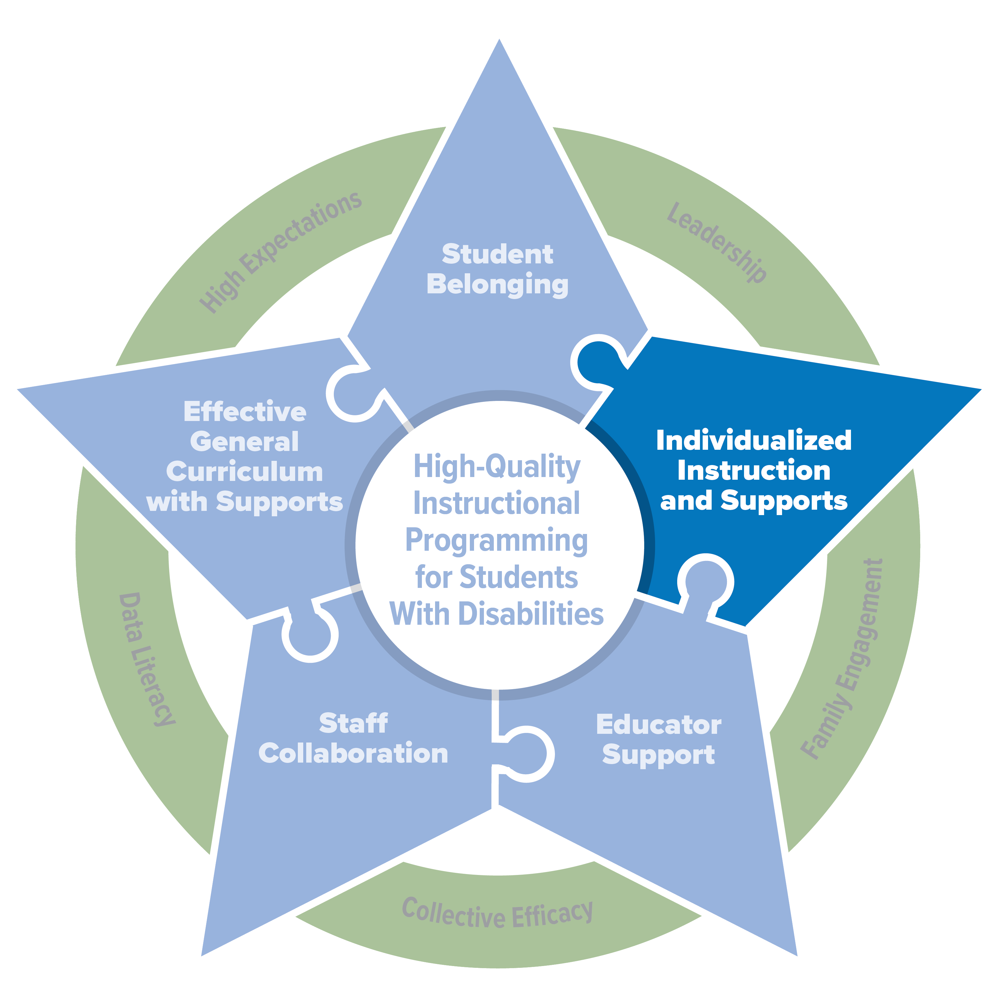 High Expectations
Leadership
Student
Belonging
Effective
General
Curriculum
with Supports
Individualized
Instruction
and Supports
High-Quality
Instructional
Programming
for Students
With Disabilities
Data Literacy
Family Engagement
Staff
Collaboration
Educator
Support
Collective Efficacy